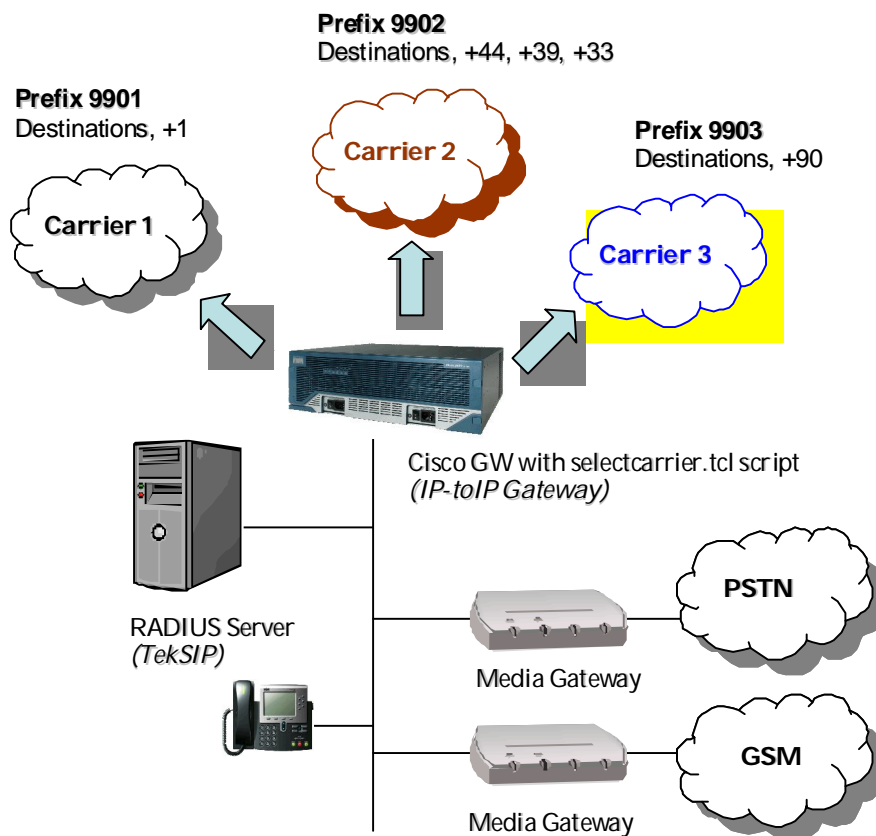 Prefix 9902
Destinations, +44, +39, +33
Prefix 9901
Destinations, +1
Prefix 9903
Destinations, +90
Carrier 2
Carrier 1
Carrier 3
Cisco GW with selectcarrier.tcl script
(IP-toIP Gateway)
PSTN
RADIUS Server
(TekSIP)
Media Gateway
GSM
Media Gateway